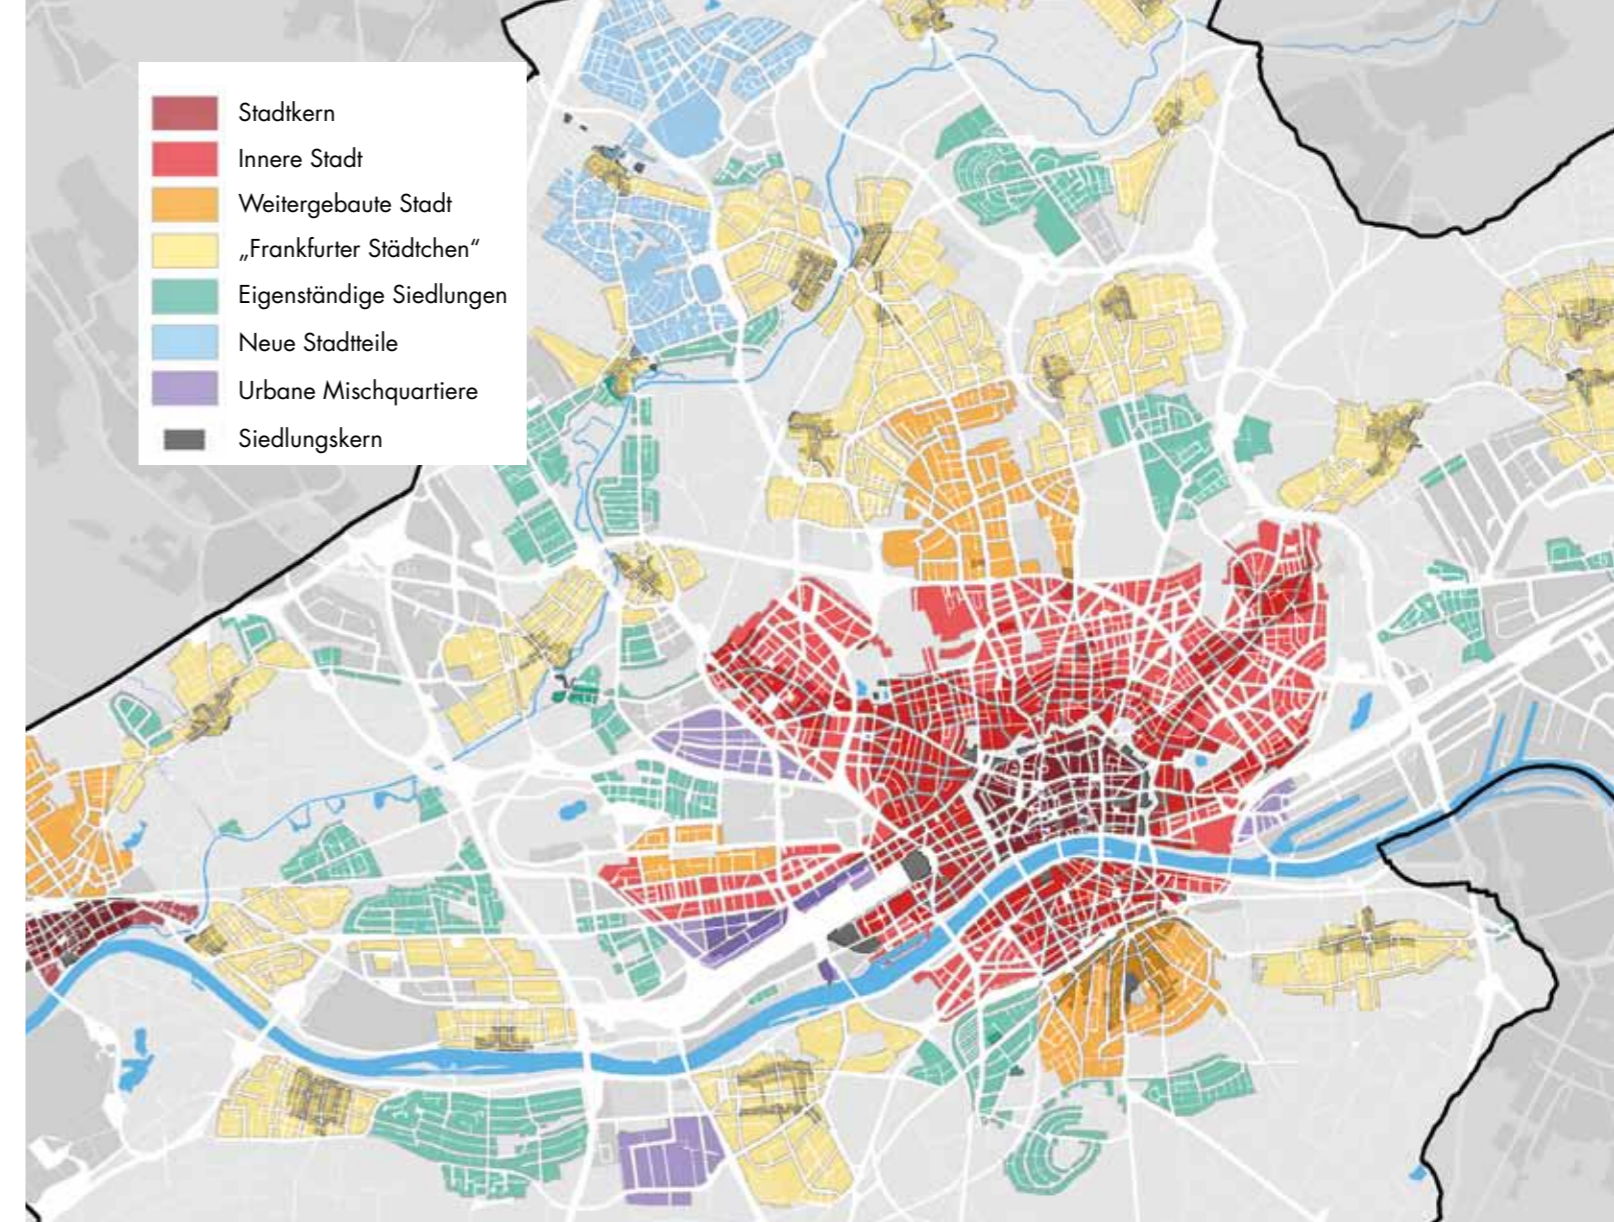 Stadtkern
Innere Stadt
Weitergebaute Stadt
„Frankfurter Städtchen“
Eigenständige Siedlungen
Neue Stadtteile
Urbane Mischquartiere
Siedlungskern